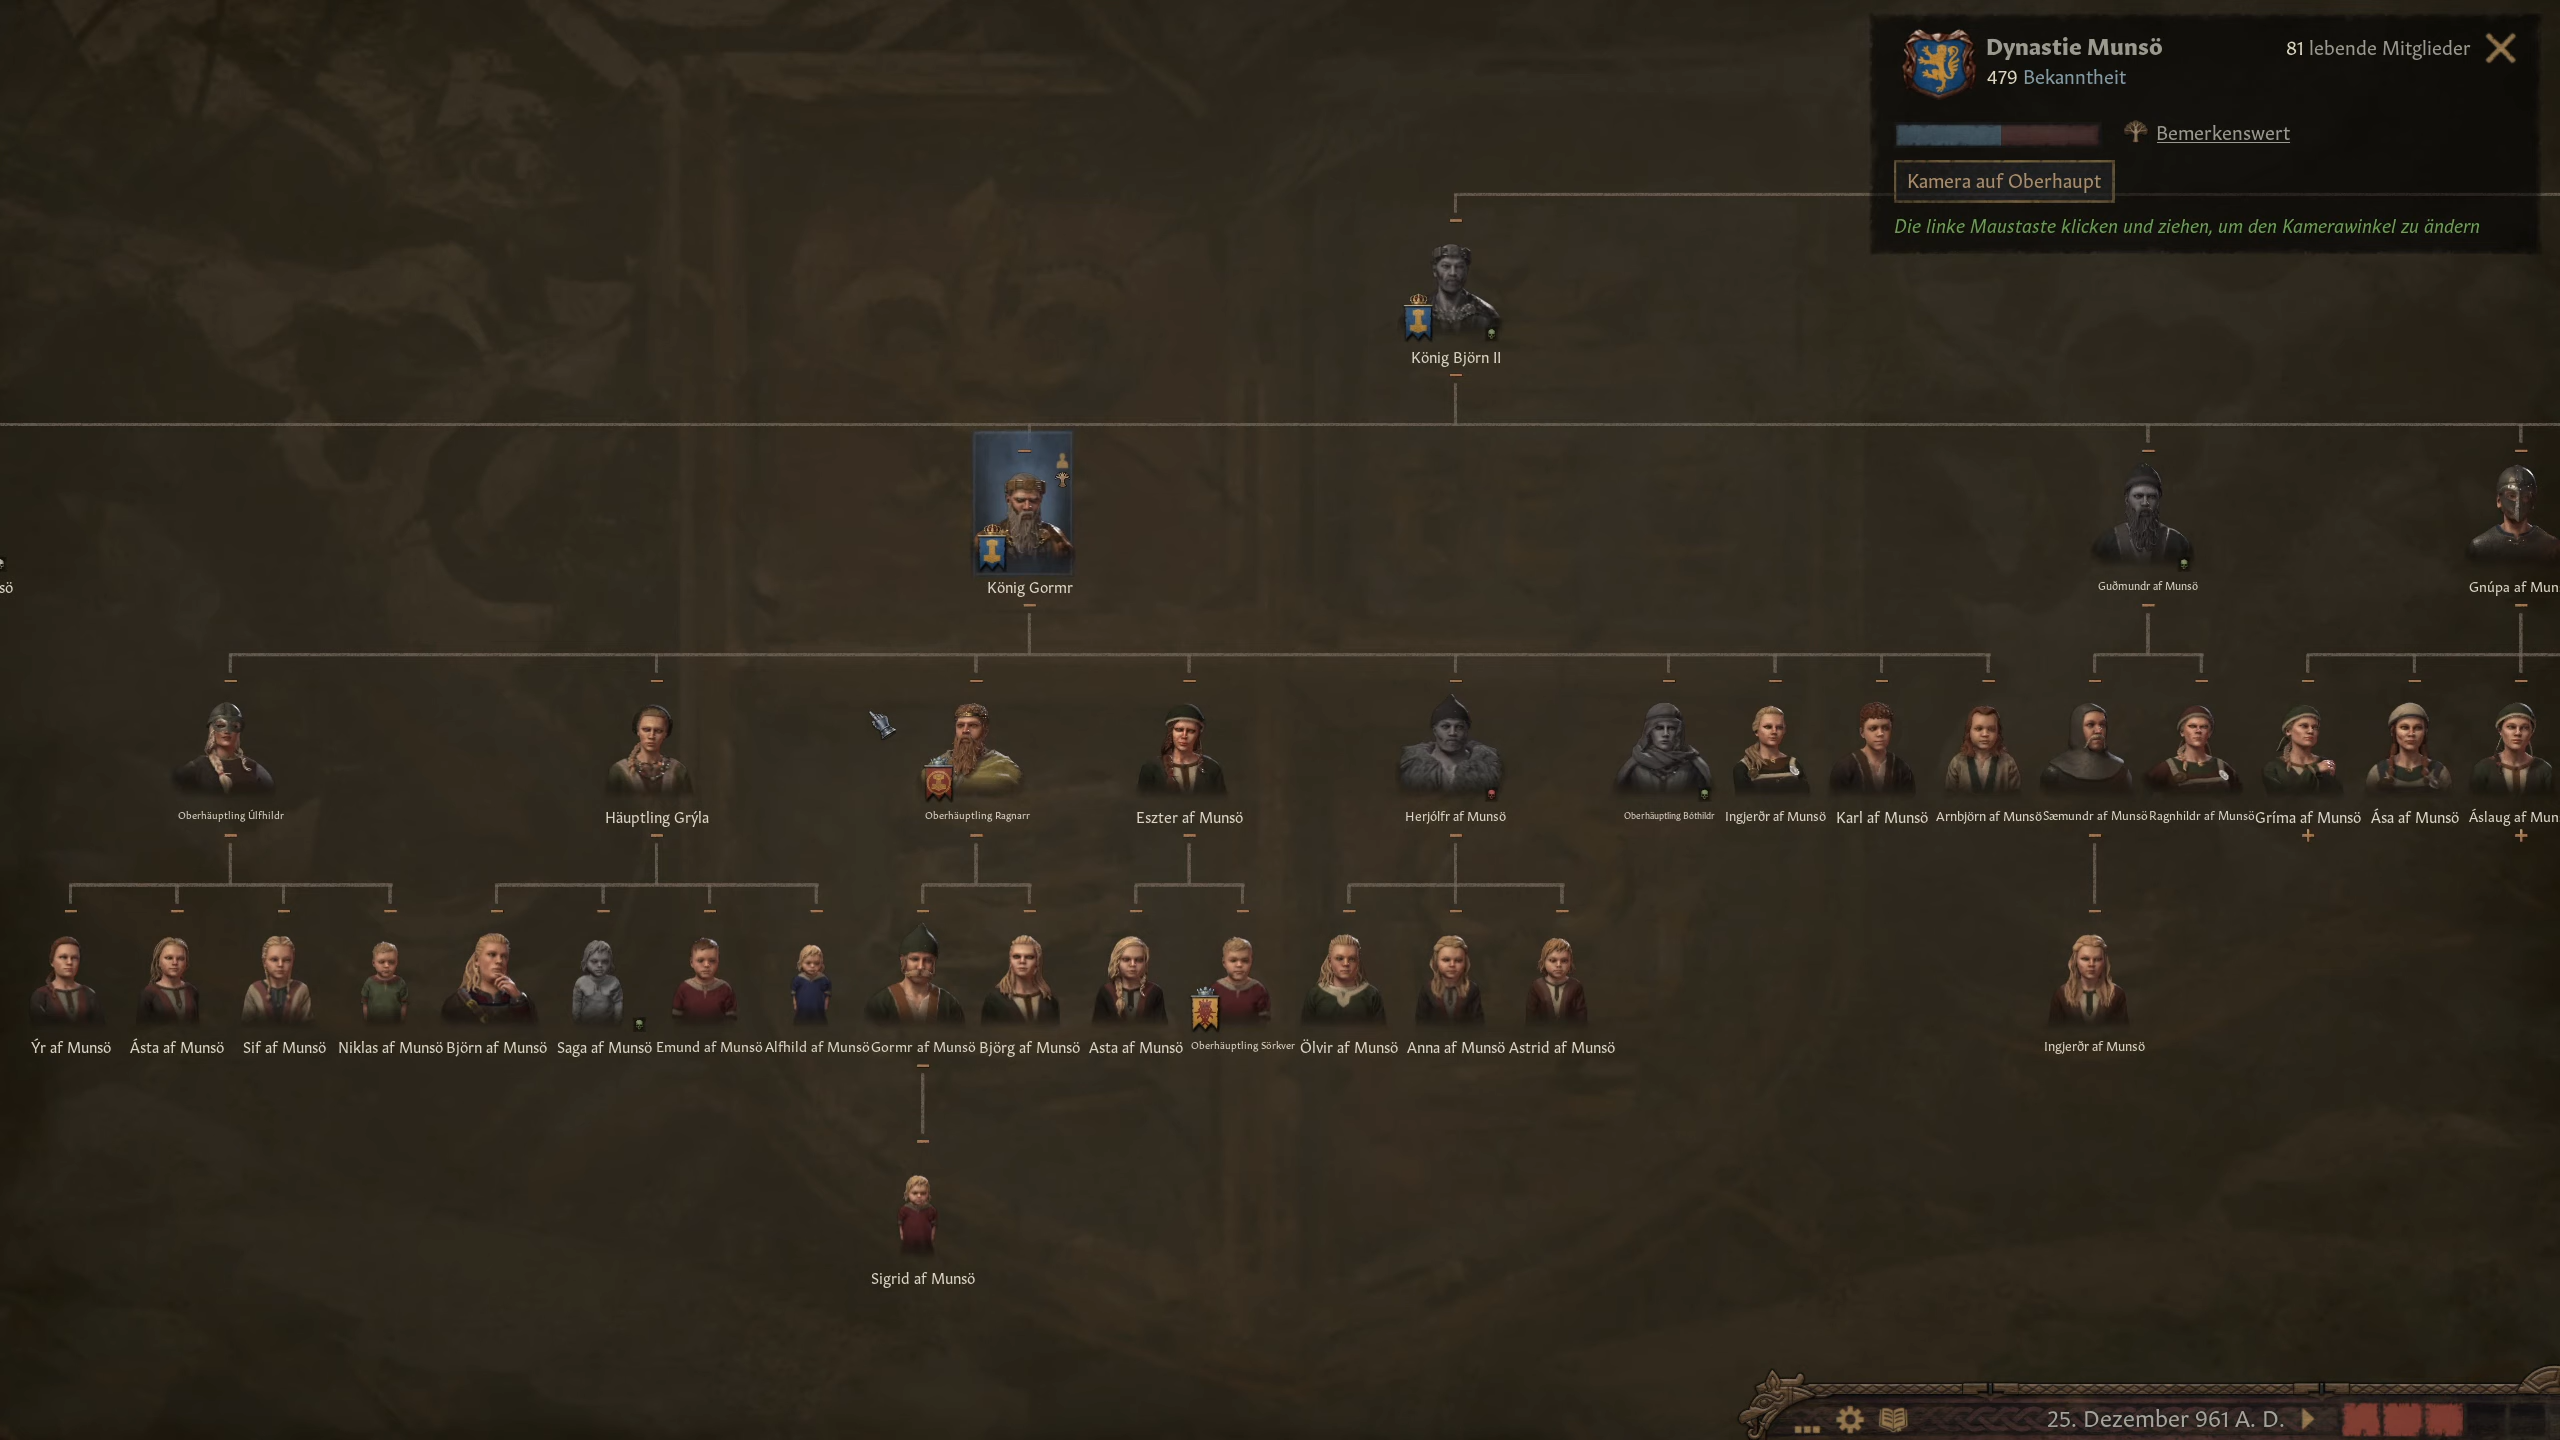 Dynastie Munsö
81 lebende Mitglieder
479 Bekanntheit
Bemerkenswert
Kamera auf Oberhaupt
Die linke Maustaste klicken und ziehen, um den Kamerawinkel zu ändern
König Björn II
sö
König Gormr
Guðmundr af Munsö
Gnúpa af Mun
Oberhäuptling Úlfhildr
Häuptling Grýla
Oberhäuptling Ragnarr
Eszter af Munsö
Herjólfr af Munsö
Oberhäuptling Bóthildr
Ingjerðr af Munsö
Karl af Munsö
Arnbjörn af Munsö
Sæmundr af Munsö
Ragnhildr af Munsö
Gríma af Munsö
Ása af Munsö
Áslaug af Mun
Ýr af Munsö
Ásta af Munsö
Sif af Munsö
Niklas af Munsö
Björn af Munsö
Saga af Munsö
Emund af Munsö
Alfhild af Munsö
Gormr af Munsö
Björg af Munsö
Asta af Munsö
Oberhäuptling Sörkver
Ölvir af Munsö
Anna af Munsö
Astrid af Munsö
Ingjerðr af Munsö
Sigrid af Munsö
25. Dezember 961 A. D.